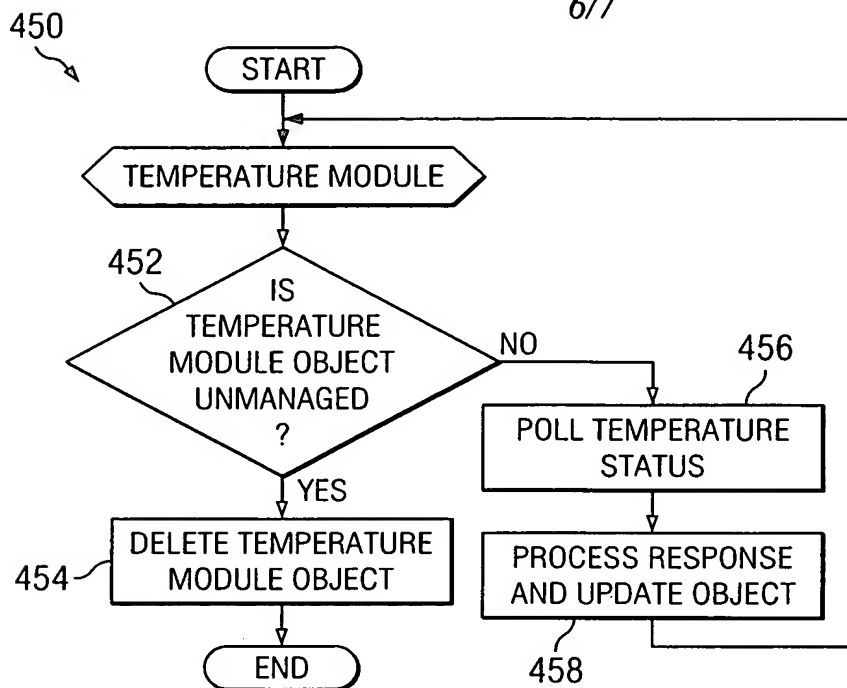 6/7
450
START
TEMPERATURE MODULE
452
IS
TEMPERATURE
MODULE OBJECT
UNMANAGED
?
NO
YES
456
POLL TEMPERATURE
STATUS
454
DELETE TEMPERATURE
MODULE OBJECT
PROCESS RESPONSE
AND UPDATE OBJECT
458
END